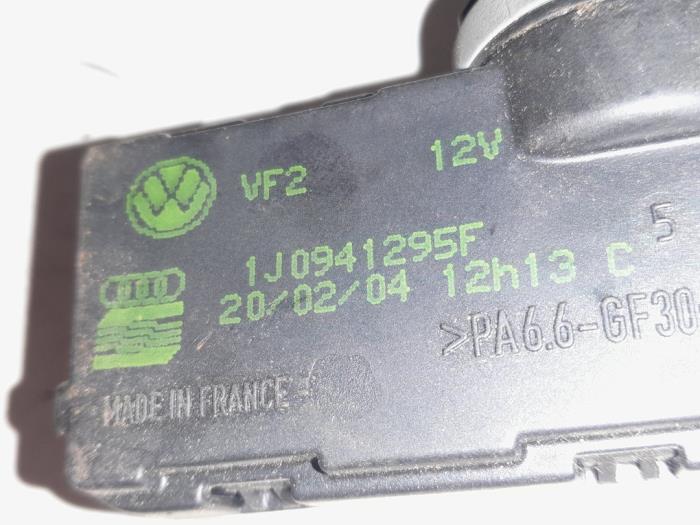 VF2 12V
1J0941295F
20/02/04 12h13 C
5
>PA6.6-GF30
MADE IN FRANCE